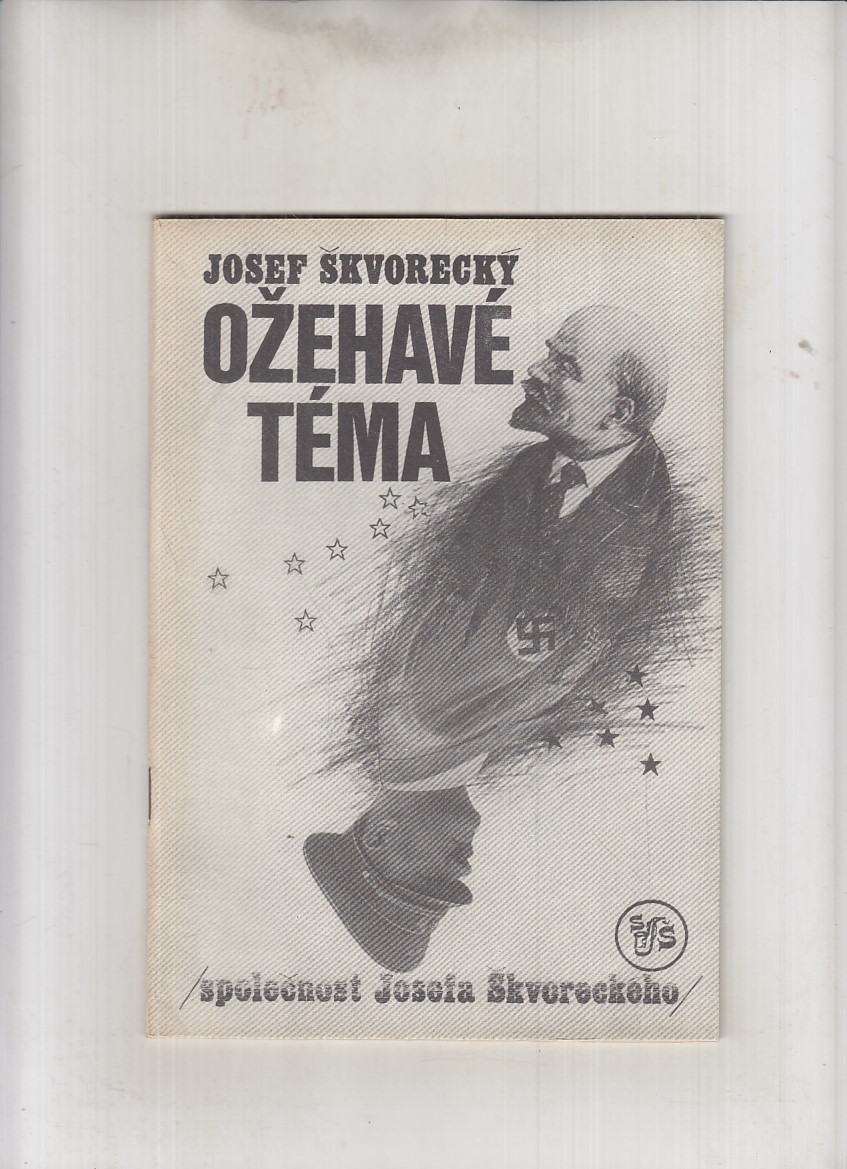 JOSEF ŠKVORECKÝ
OŽEHAVÉ
TÉMA
/společnost Josefa Škvoreckého/